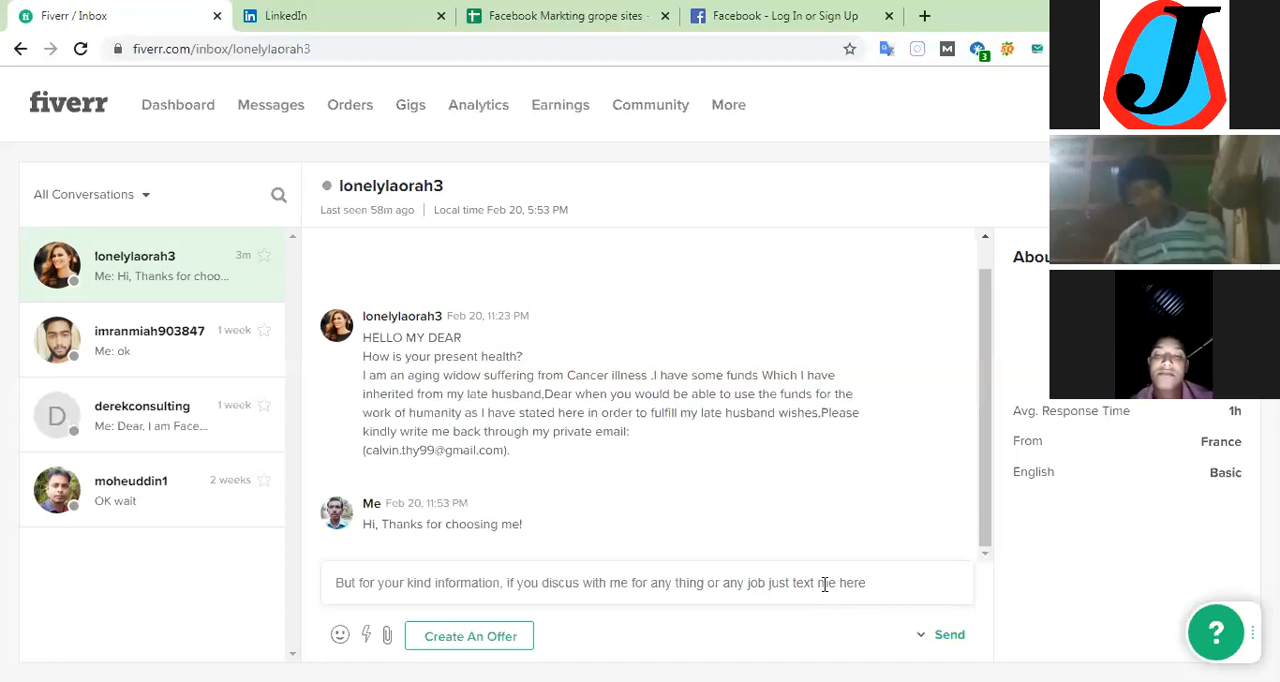 Fiverr / Inbox
LinkedIn
Facebook Markting grope sites -
Facebook - Log In or Sign Up
fiverr.com/inbox/lonelylaorah3
M
3
J
fiverr
Dashboard
Messages
Orders
Gigs
Analytics
Earnings
Community
More
All Conversations
lonelylaorah3
Last seen 58m ago
Local time Feb 20, 5:53 PM
lonelylaorah3
3m
Me: Hi, Thanks for choo...
imranmiah903847
1 week
Me: ok
D
derekconsulting
1 week
Me: Dear, I am Face...
moheuddin1
2 weeks
OK wait
lonelylaorah3 Feb 20, 11:23 PM
HELLO MY DEAR
How is your present health?
I am an aging widow suffering from Cancer illness .I have some funds Which I have
inherited from my late husband,Dear when you would be able to use the funds for the
work of humanity as I have stated here in order to fulfill my late husband wishes,Please
kindly write me back through my private email:
(calvin.thy99@gmail.com).
Me Feb 20, 11:53 PM
Hi, Thanks for choosing me!
But for your kind information, if you discus with me for any thing or any job just text me here
Create An Offer
Send
Abou
Avg. Response Time
1h
From
France
English
Basic
?